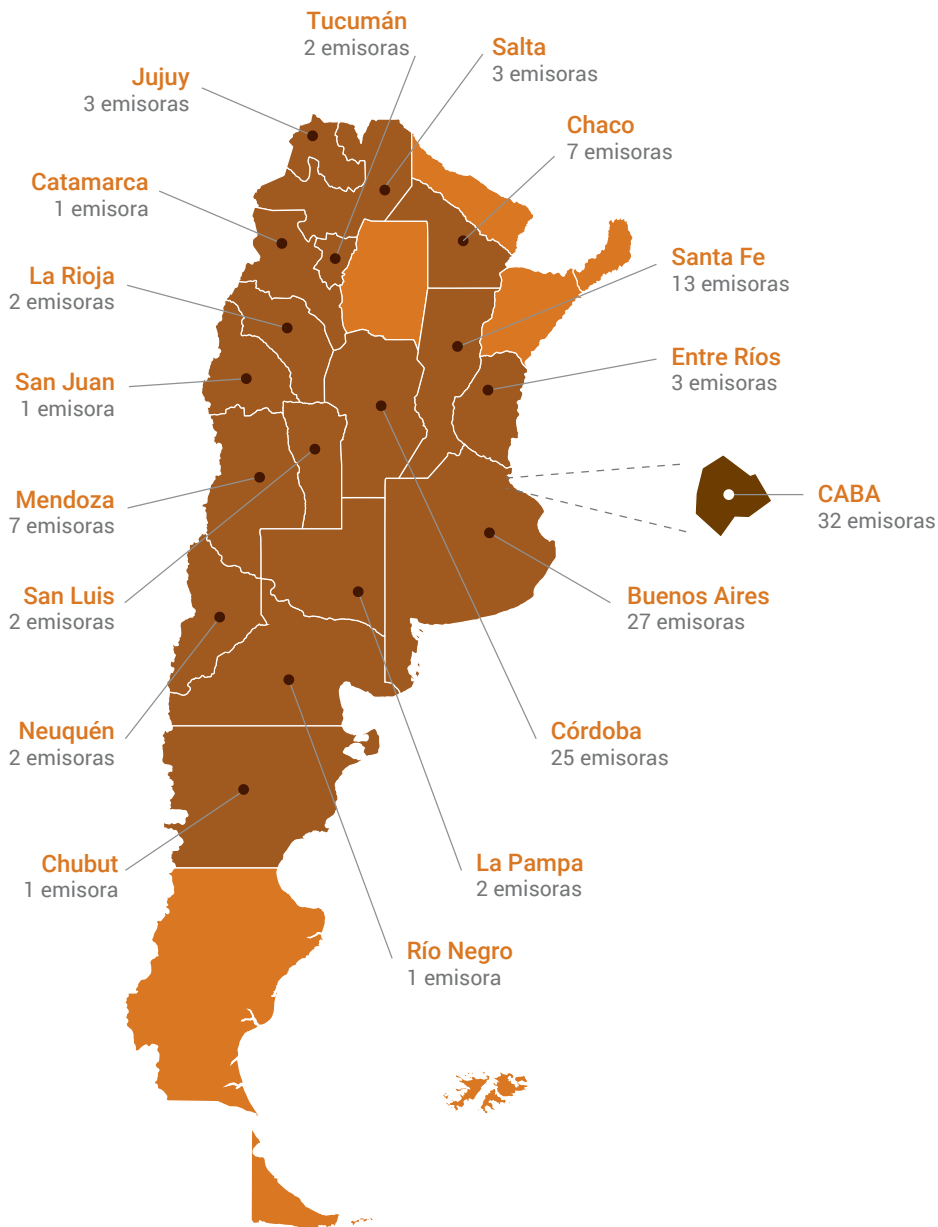 Tucumán
2 emisoras
Salta
3 emisoras
Jujuy
3 emisoras
Chaco
7 emisoras
Catamarca
1 emisora
Santa Fe
13 emisoras
La Rioja
2 emisoras
Entre Ríos
3 emisoras
San Juan
1 emisora
CABA
32 emisoras
Mendoza
7 emisoras
San Luis
2 emisoras
Buenos Aires
27 emisoras
Neuquén
2 emisoras
Córdoba
25 emisoras
Chubut
1 emisora
La Pampa
2 emisoras
Río Negro
1 emisora